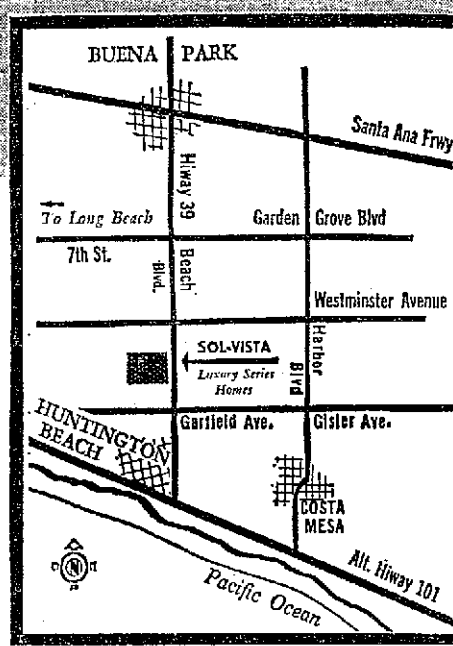 BUENA PARK
Santa Ana Frwy
Hiway 39
To Long Beach
Garden Grove Blvd
7th St.
Beach
Blvd.
Westminster Avenue
Harbor
Blvd
SOL-VISTA
Luxury Series
Homes
Garfield Ave.
Gisler Ave.
HUNTINGTON
BEACH
COSTA
MESA
Alt. Hiway 101
N
Pacific Ocean